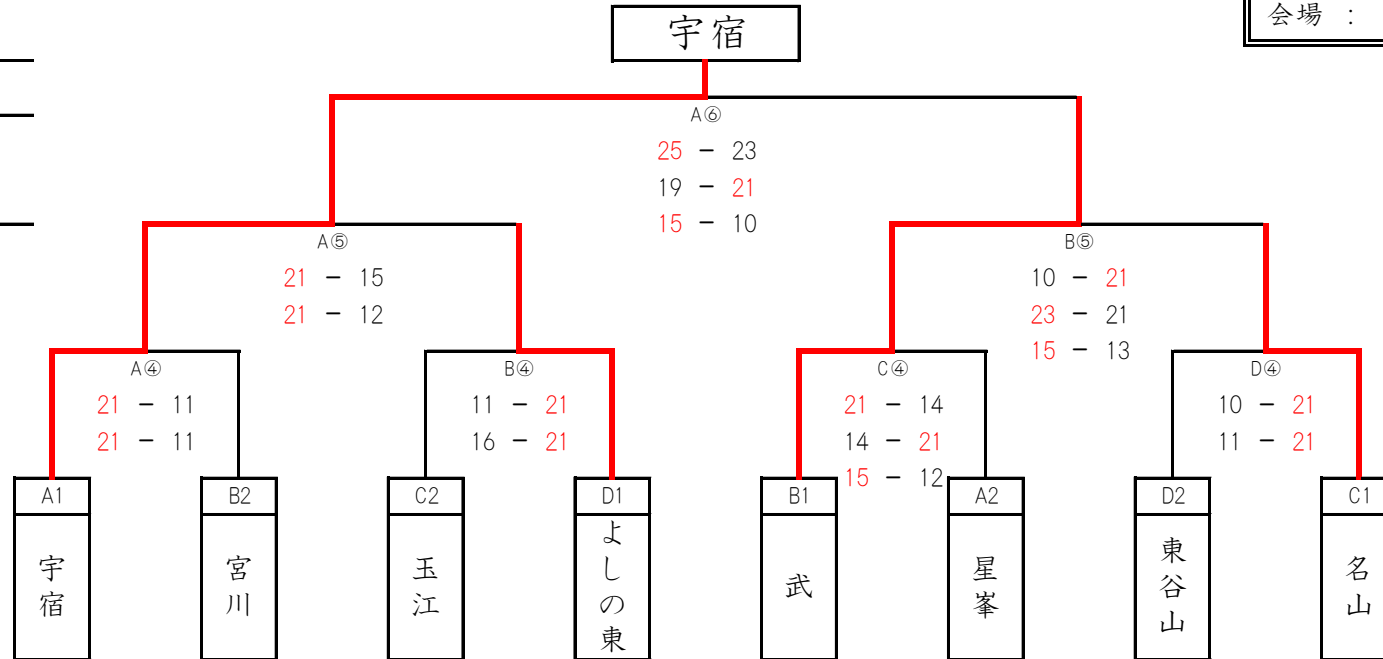 会場 :
宇宿
A⑥
25 - 23
19 - 21
15 - 10
A⑤
21 - 15
21 - 12
B⑤
10 - 21
23 - 21
15 - 13
A④
21 - 11
21 - 11
B④
11 - 21
16 - 21
C④
21 - 14
14 - 21
15 - 12
D④
10 - 21
11 - 21
A1
B2
C2
D1
B1
A2
D2
C1
宇宿
宮川
玉江
よしの東
武
星峯
東谷山
名山